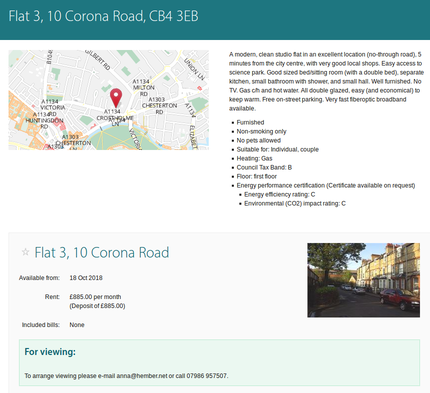 Flat 3, 10 Corona Road, CB4 3EB
A modern, clean studio flat in an excellent location (no-through road), 5
minutes from the city centre, with very good local shops. Easy access to
science park. Good sized bed/sitting room (with a double bed), separate
kitchen, small bathroom with shower, and small hall. Well furnished. No
TV. Gas c/h and hot water. All double glazed, easy (and economical) to
keep warm. Free on-street parking. Very fast fiberoptic broadband
available.
Furnished
Non-smoking only
No pets allowed
Suitable for: Individual, couple
Heating: Gas
Council Tax Band: B
Floor: first floor
Energy performance certification (Certificate available on request)
Energy efficiency rating: C
Environmental (CO2) impact rating: C
GILBERT RD
UNION LN
A1134
VICTORIA
A1134
MILTON
RD
A1303
CHESTERTON
RD
A1134
HUNTINGDON
RD
A1134
LN
A1303
CHESTERTON
LN
ELIZABET
Flat 3, 10 Corona Road
Available from: 18 Oct 2018
Rent: £885.00 per month
(Deposit of £885.00)
Included bills: None
For viewing:
To arrange viewing please e-mail anna@hember.net or call 07986 957507.